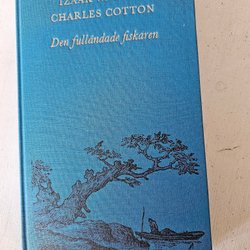 IZAAK
CHARLES COTTON
Den fulländade fiskaren